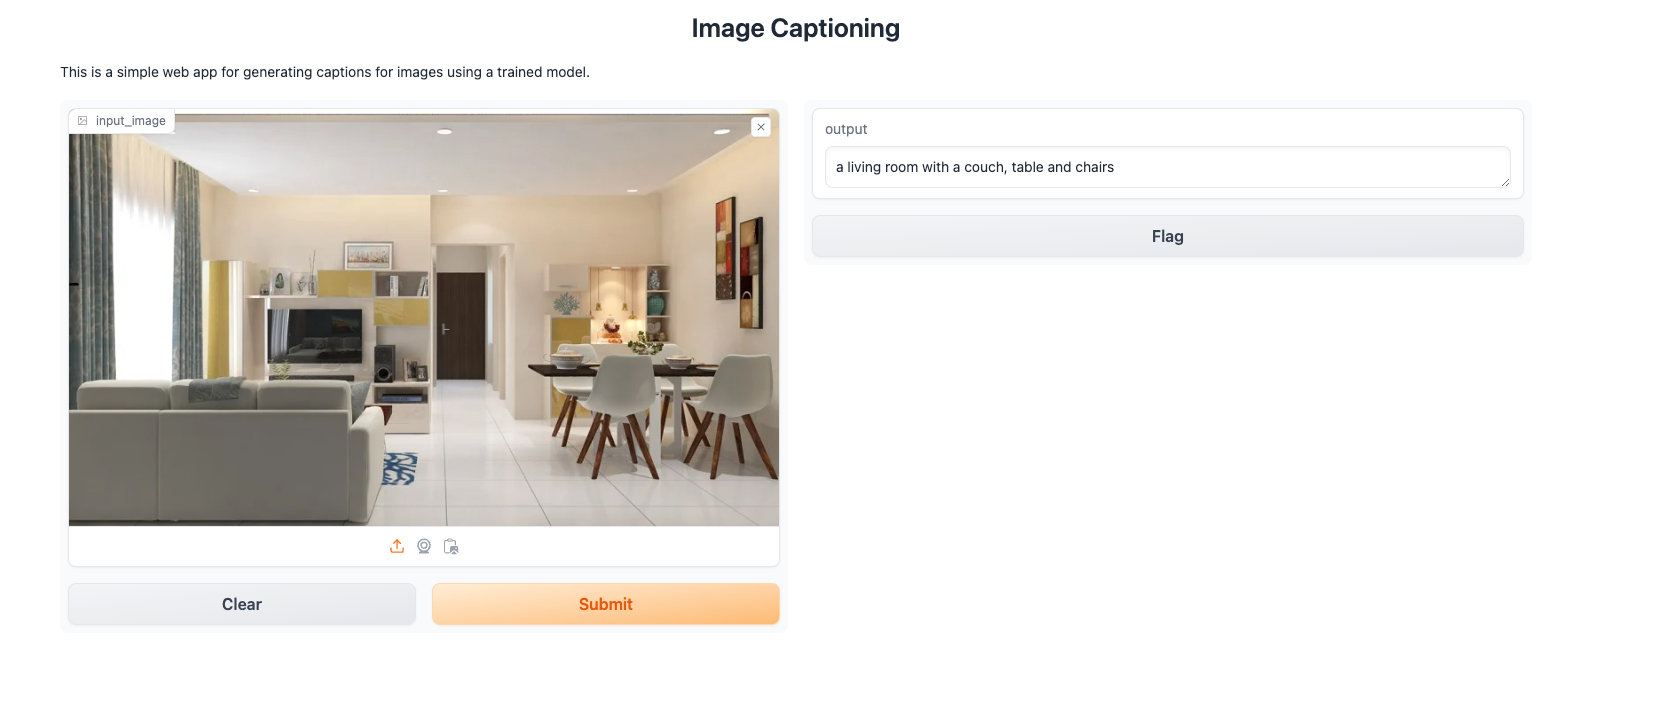 Image Captioning
This is a simple web app for generating captions for images using a trained model.
input_image
output
a living room with a couch, table and chairs
Flag
Clear
Submit